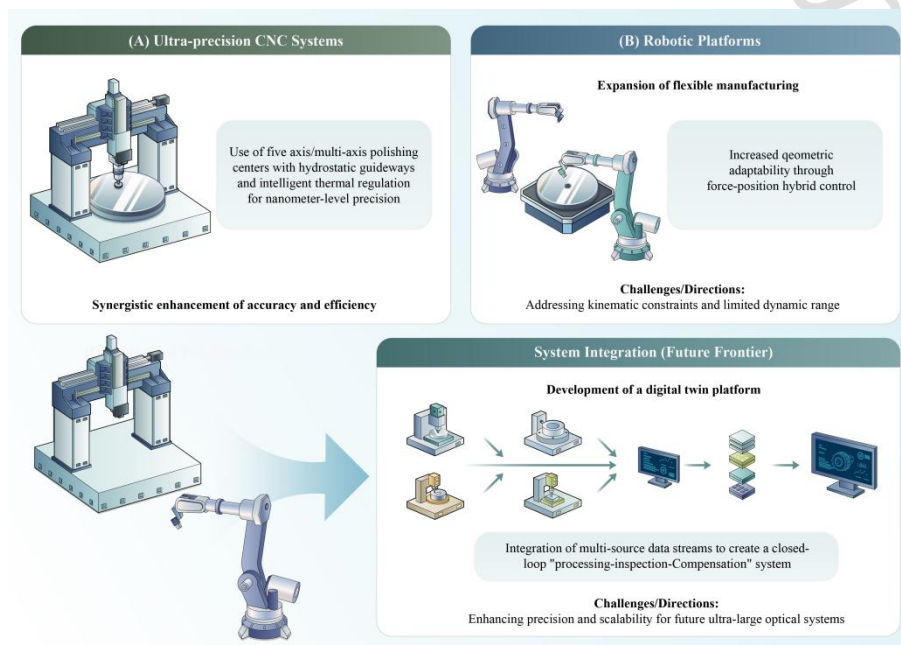 (A) Ultra-precision CNC Systems
Use of five axis/multi-axis polishing
centers with hydrostatic guideways
and intelligent thermal regulation
for nanometer-level precision
Synergistic enhancement of accuracy and efficiency
(B) Robotic Platforms
Expansion of flexible manufacturing
Increased qeometric
adaptability through
force-position hybrid control
Challenges/Directions:
Addressing kinematic constraints and limited dynamic range
System Integration (Future Frontier)
Development of a digital twin platform
Integration of multi-source data streams to create a closed-
loop "processing-inspection-Compensation" system
Challenges/Directions:
Enhancing precision and scalability for future ultra-large optical systems